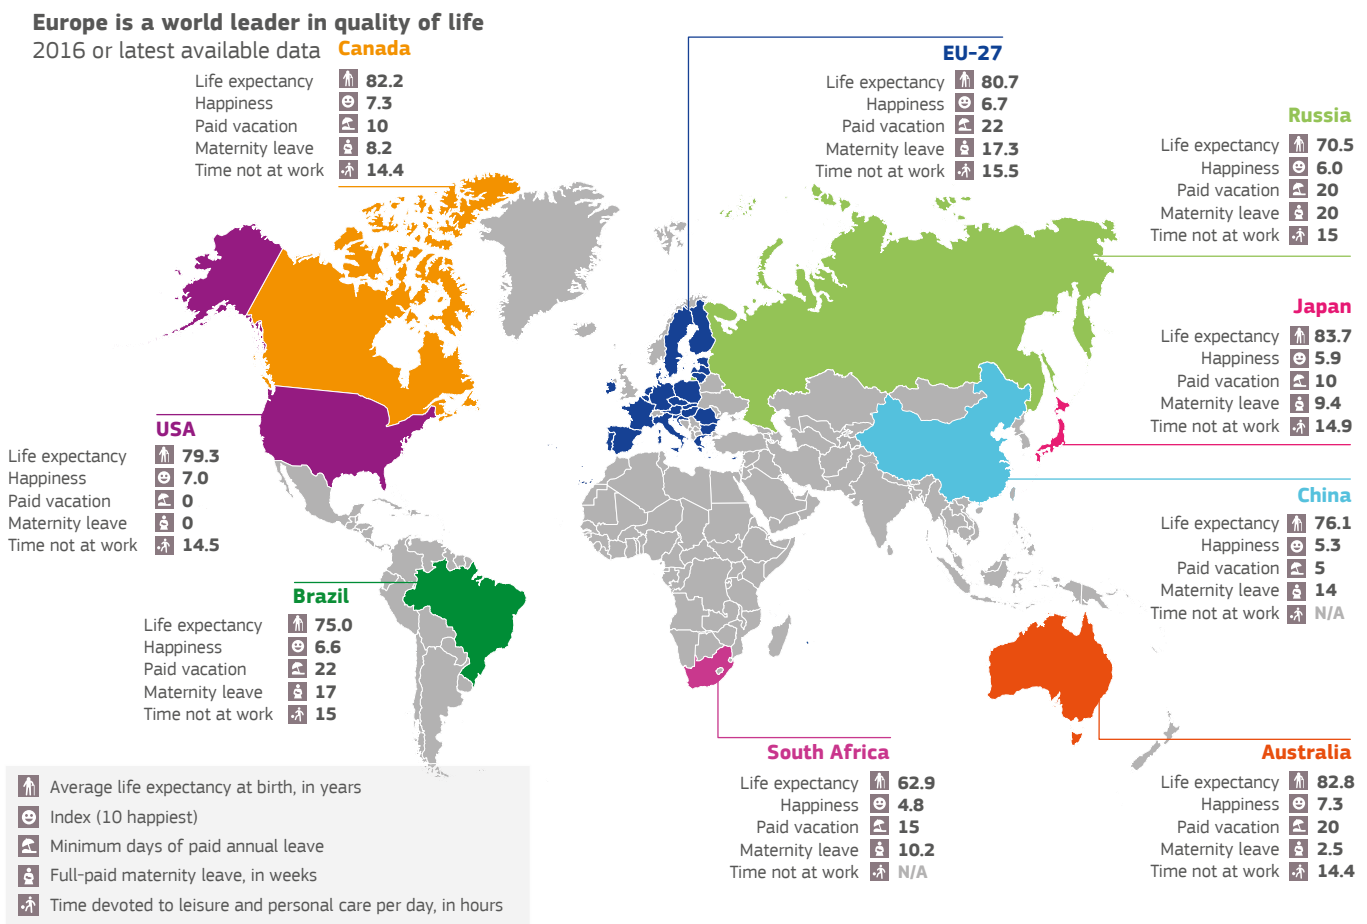 Europe is a world leader in quality of life
2016 or latest available data
Canada
Life expectancy 82.2
Happiness 7.3
Paid vacation 10
Maternity leave 8.2
Time not at work 14.4
EU-27
Life expectancy 80.7
Happiness 6.7
Paid vacation 22
Maternity leave 17.3
Time not at work 15.5
Russia
Life expectancy 70.5
Happiness 6.0
Paid vacation 20
Maternity leave 20
Time not at work 15
Japan
Life expectancy 83.7
Happiness 5.9
Paid vacation 10
Maternity leave 9.4
Time not at work 14.9
USA
Life expectancy 79.3
Happiness 7.0
Paid vacation 0
Maternity leave 0
Time not at work 14.5
China
Life expectancy 76.1
Happiness 5.3
Paid vacation 5
Maternity leave 14
Time not at work N/A
Brazil
Life expectancy 75.0
Happiness 6.6
Paid vacation 22
Maternity leave 17
Time not at work 15
South Africa
Life expectancy 62.9
Happiness 4.8
Paid vacation 15
Maternity leave 10.2
Time not at work N/A
Australia
Life expectancy 82.8
Happiness 7.3
Paid vacation 20
Maternity leave 2.5
Time not at work 14.4
Average life expectancy at birth, in years
Index (10 happiest)
Minimum days of paid annual leave
Full-paid maternity leave, in weeks
Time devoted to leisure and personal care per day, in hours